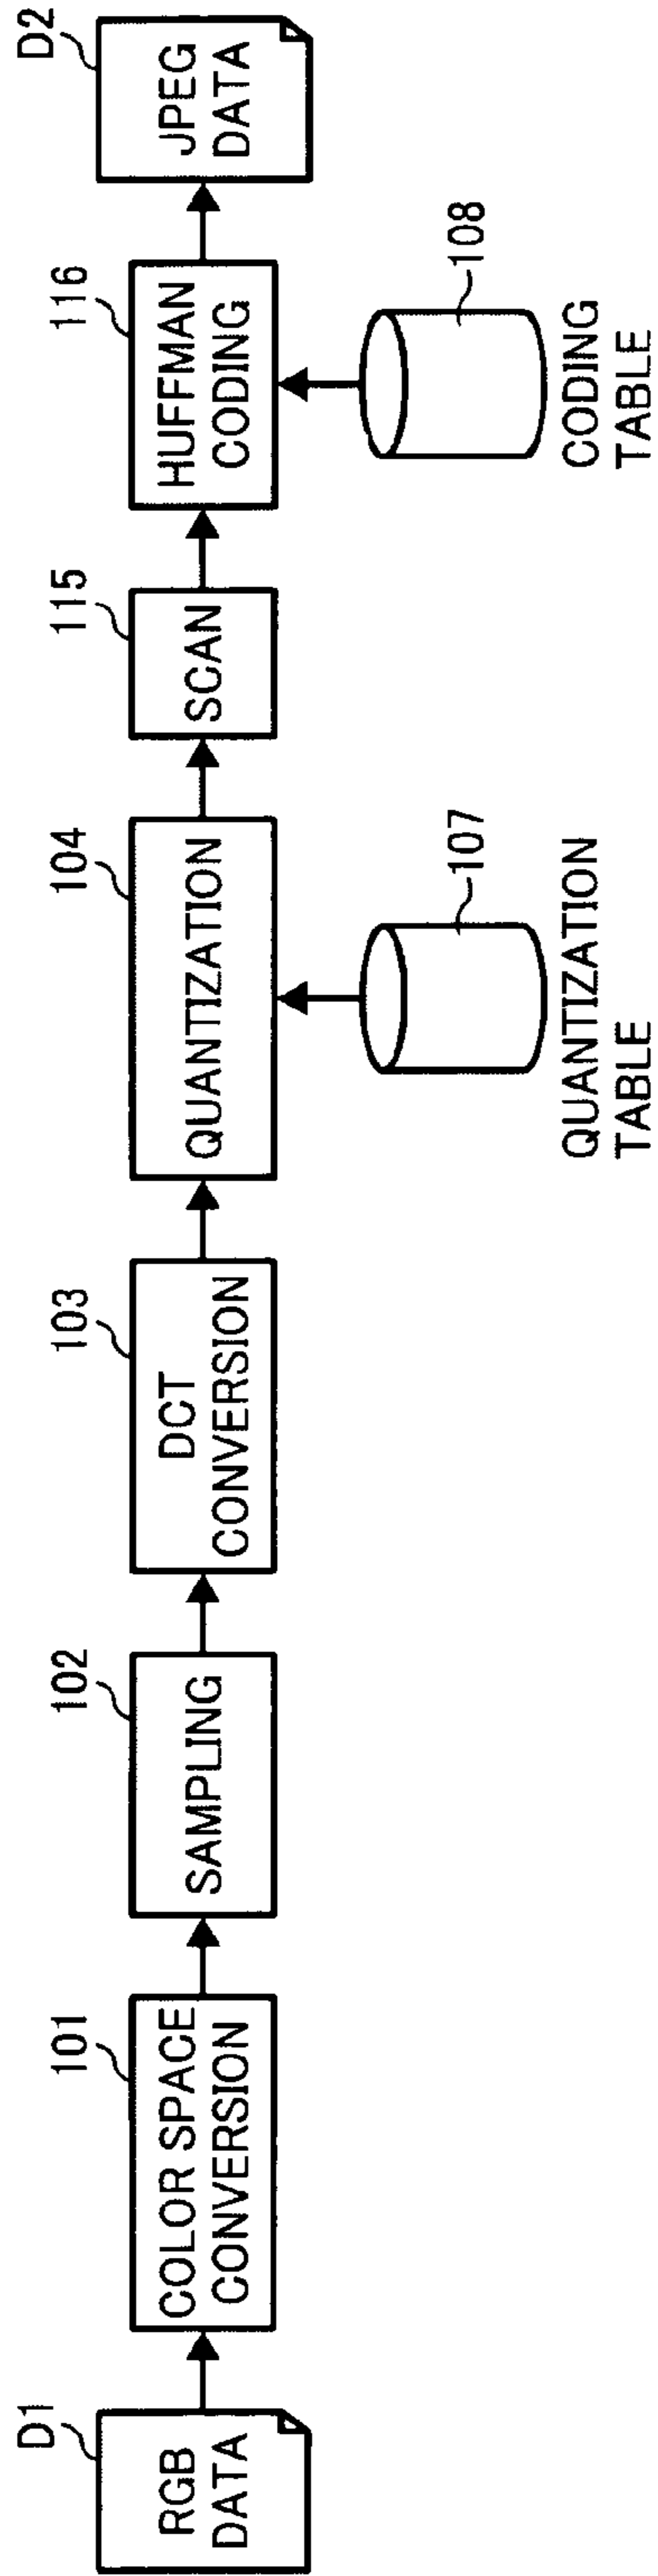 D1
RGB
DATA
101
COLOR SPACE
CONVERSION
102
SAMPLING
103
DCT
CONVERSION
104
QUANTIZATION
107
QUANTIZATION
TABLE
115
SCAN
116
HUFFMAN
CODING
108
CODING
TABLE
D2
JPEG
DATA